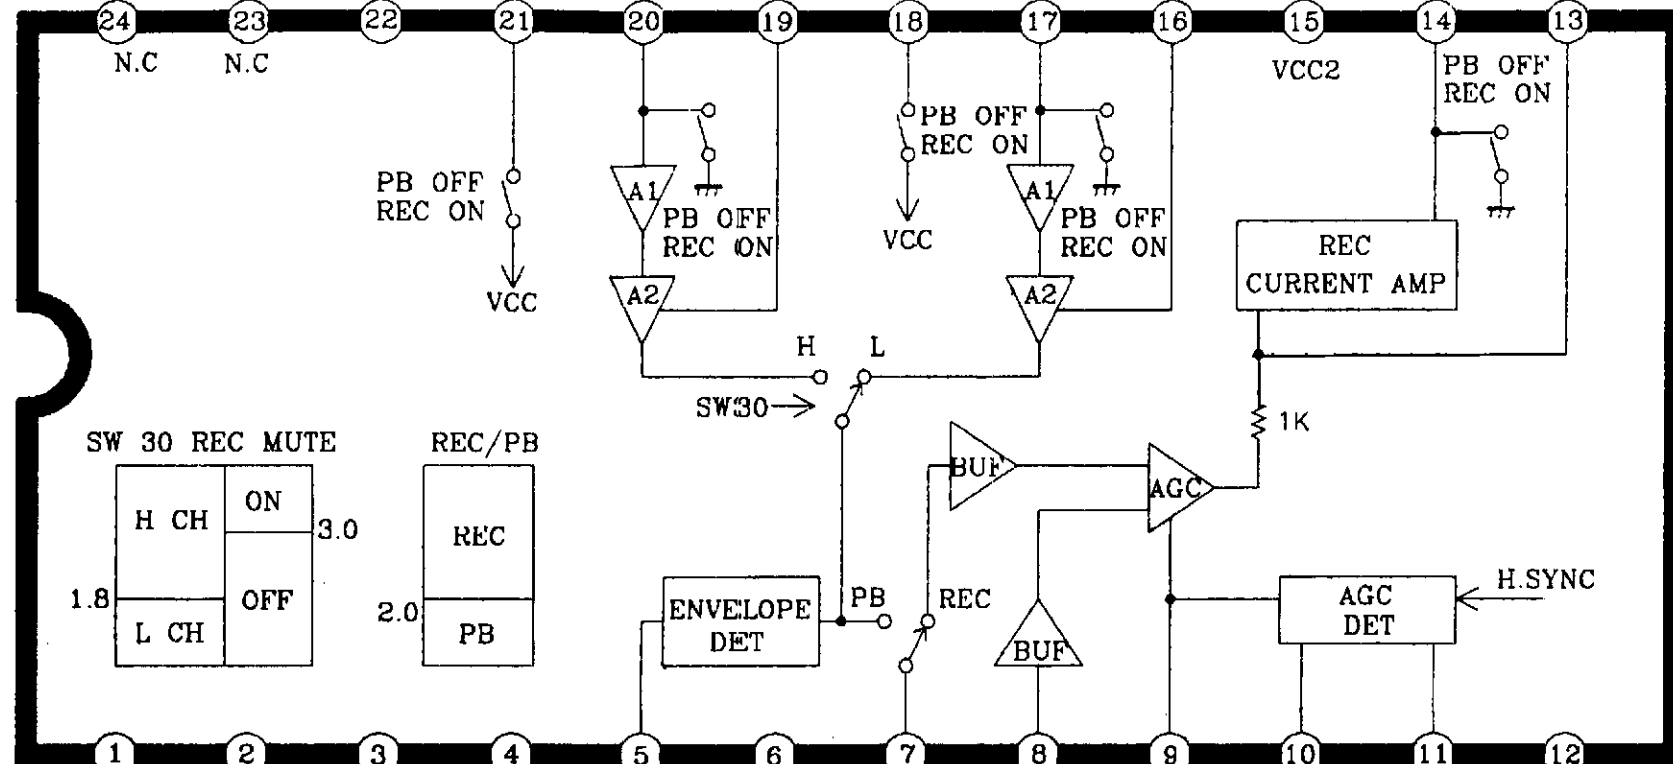 24 23 22 21 20 19 18 17 16 15 14 13
N.C N.C VCC2
PB OFF
REC ON
PB OFF
REC ON
PB OFF
REC ON
A1
PB OFF
REC ON
A1
PB OFF
REC ON
VCC
REC
CURRENT AMP
VCC
A2
A2
H L
SW30
1K
SW 30 REC MUTE
REC/PB
H CH
ON
3.0
1.8
L CH
OFF
REC
2.0
PB
BUF
AGC
ENVELOPE
DET
PB
REC
BUF
AGC
DET
H.SYNC
1 2 3 4 5 6 7 8 9 10 11 12